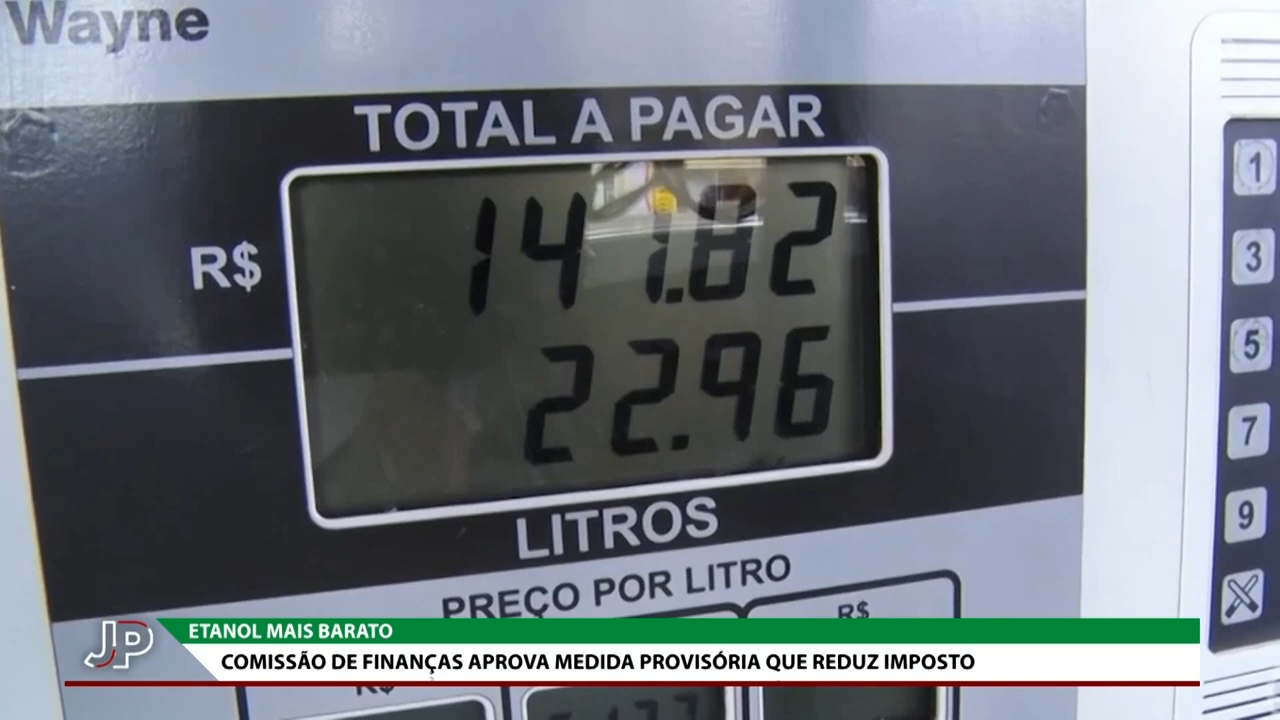 Wayne
TOTAL A PAGAR
R$
141.82
22.96
LITROS
PREÇO POR LITRO
R$
1
3
5
7
9
JP
ETANOL MAIS BARATO
COMISSÃO DE FINANÇAS APROVA MEDIDA PROVISÓRIA QUE REDUZ IMPOSTO